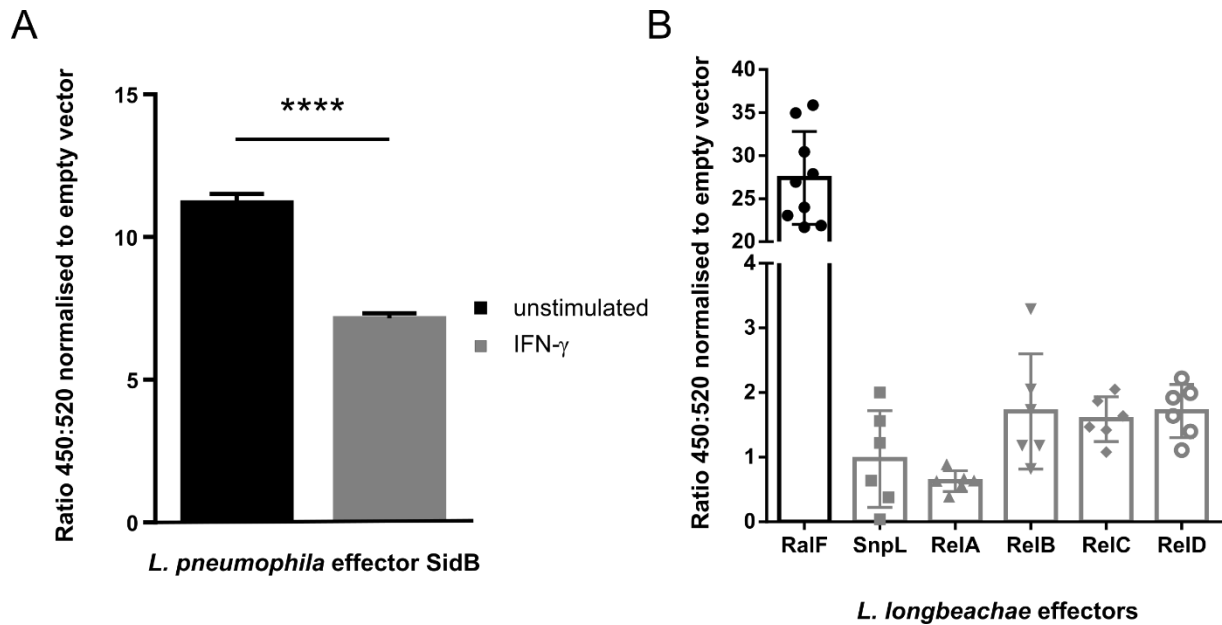 A
Ratio 450:520 normalised to empty vector
15
10
5
0
****
unstimulated
IFN-γ
L. pneumophila effector SidB
B
Ratio 450:520 normalised to empty vector
40
35
30
25
20
4
3
2
1
0
RalF SnpL RelA RelB RelC RelD
L. longbeachae effectors